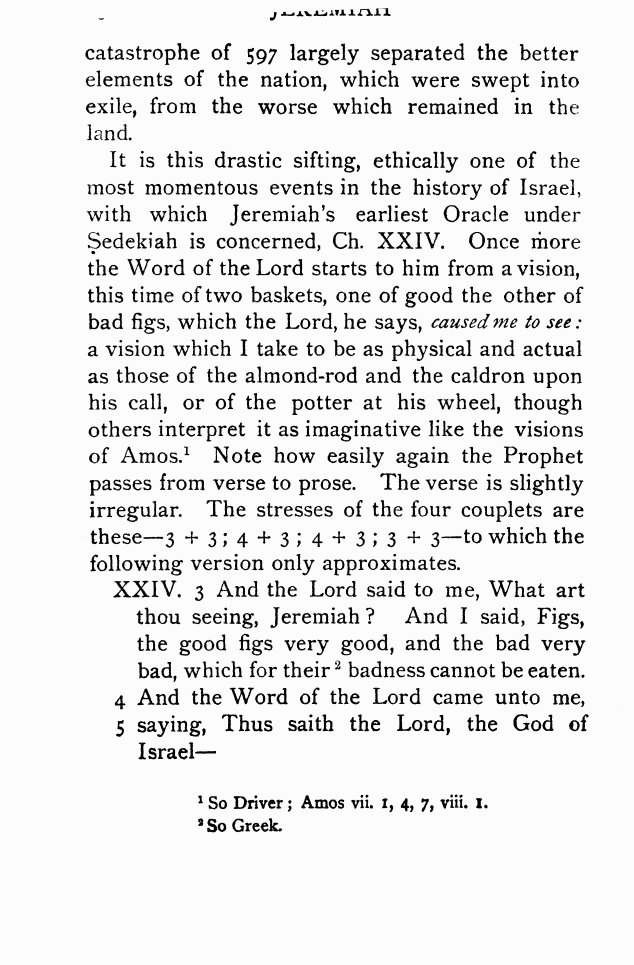 JEREMIAH
catastrophe of 597 largely separated the better
elements of the nation, which were swept into
exile, from the worse which remained in the
land.
It is this drastic sifting, ethically one of the
most momentous events in the history of Israel,
with which Jeremiah's earliest Oracle under
Ṣedekiah is concerned, Ch. XXIV. Once more
the Word of the Lord starts to him from a vision,
this time of two baskets, one of good the other of
bad figs, which the Lord, he says, caused me to see:
a vision which I take to be as physical and actual
as those of the almond-rod and the caldron upon
his call, or of the potter at his wheel, though
others interpret it as imaginative like the visions
of Amos.¹ Note how easily again the Prophet
passes from verse to prose. The verse is slightly
irregular. The stresses of the four couplets are
these—3 + 3; 4 + 3; 4 + 3; 3 + 3—to which the
following version only approximates.
XXIV. 3 And the Lord said to me, What art
thou seeing, Jeremiah? And I said, Figs,
the good figs very good, and the bad very
bad, which for their ² badness cannot be eaten.
4 And the Word of the Lord came unto me,
5 saying, Thus saith the Lord, the God of
Israel—
¹ So Driver; Amos vii. 1, 4, 7, viii. 1.
² So Greek.